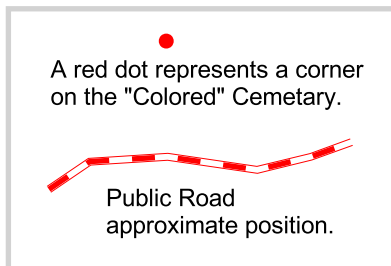 A red dot represents a corner
on the "Colored" Cemetary.
Public Road
approximate position.